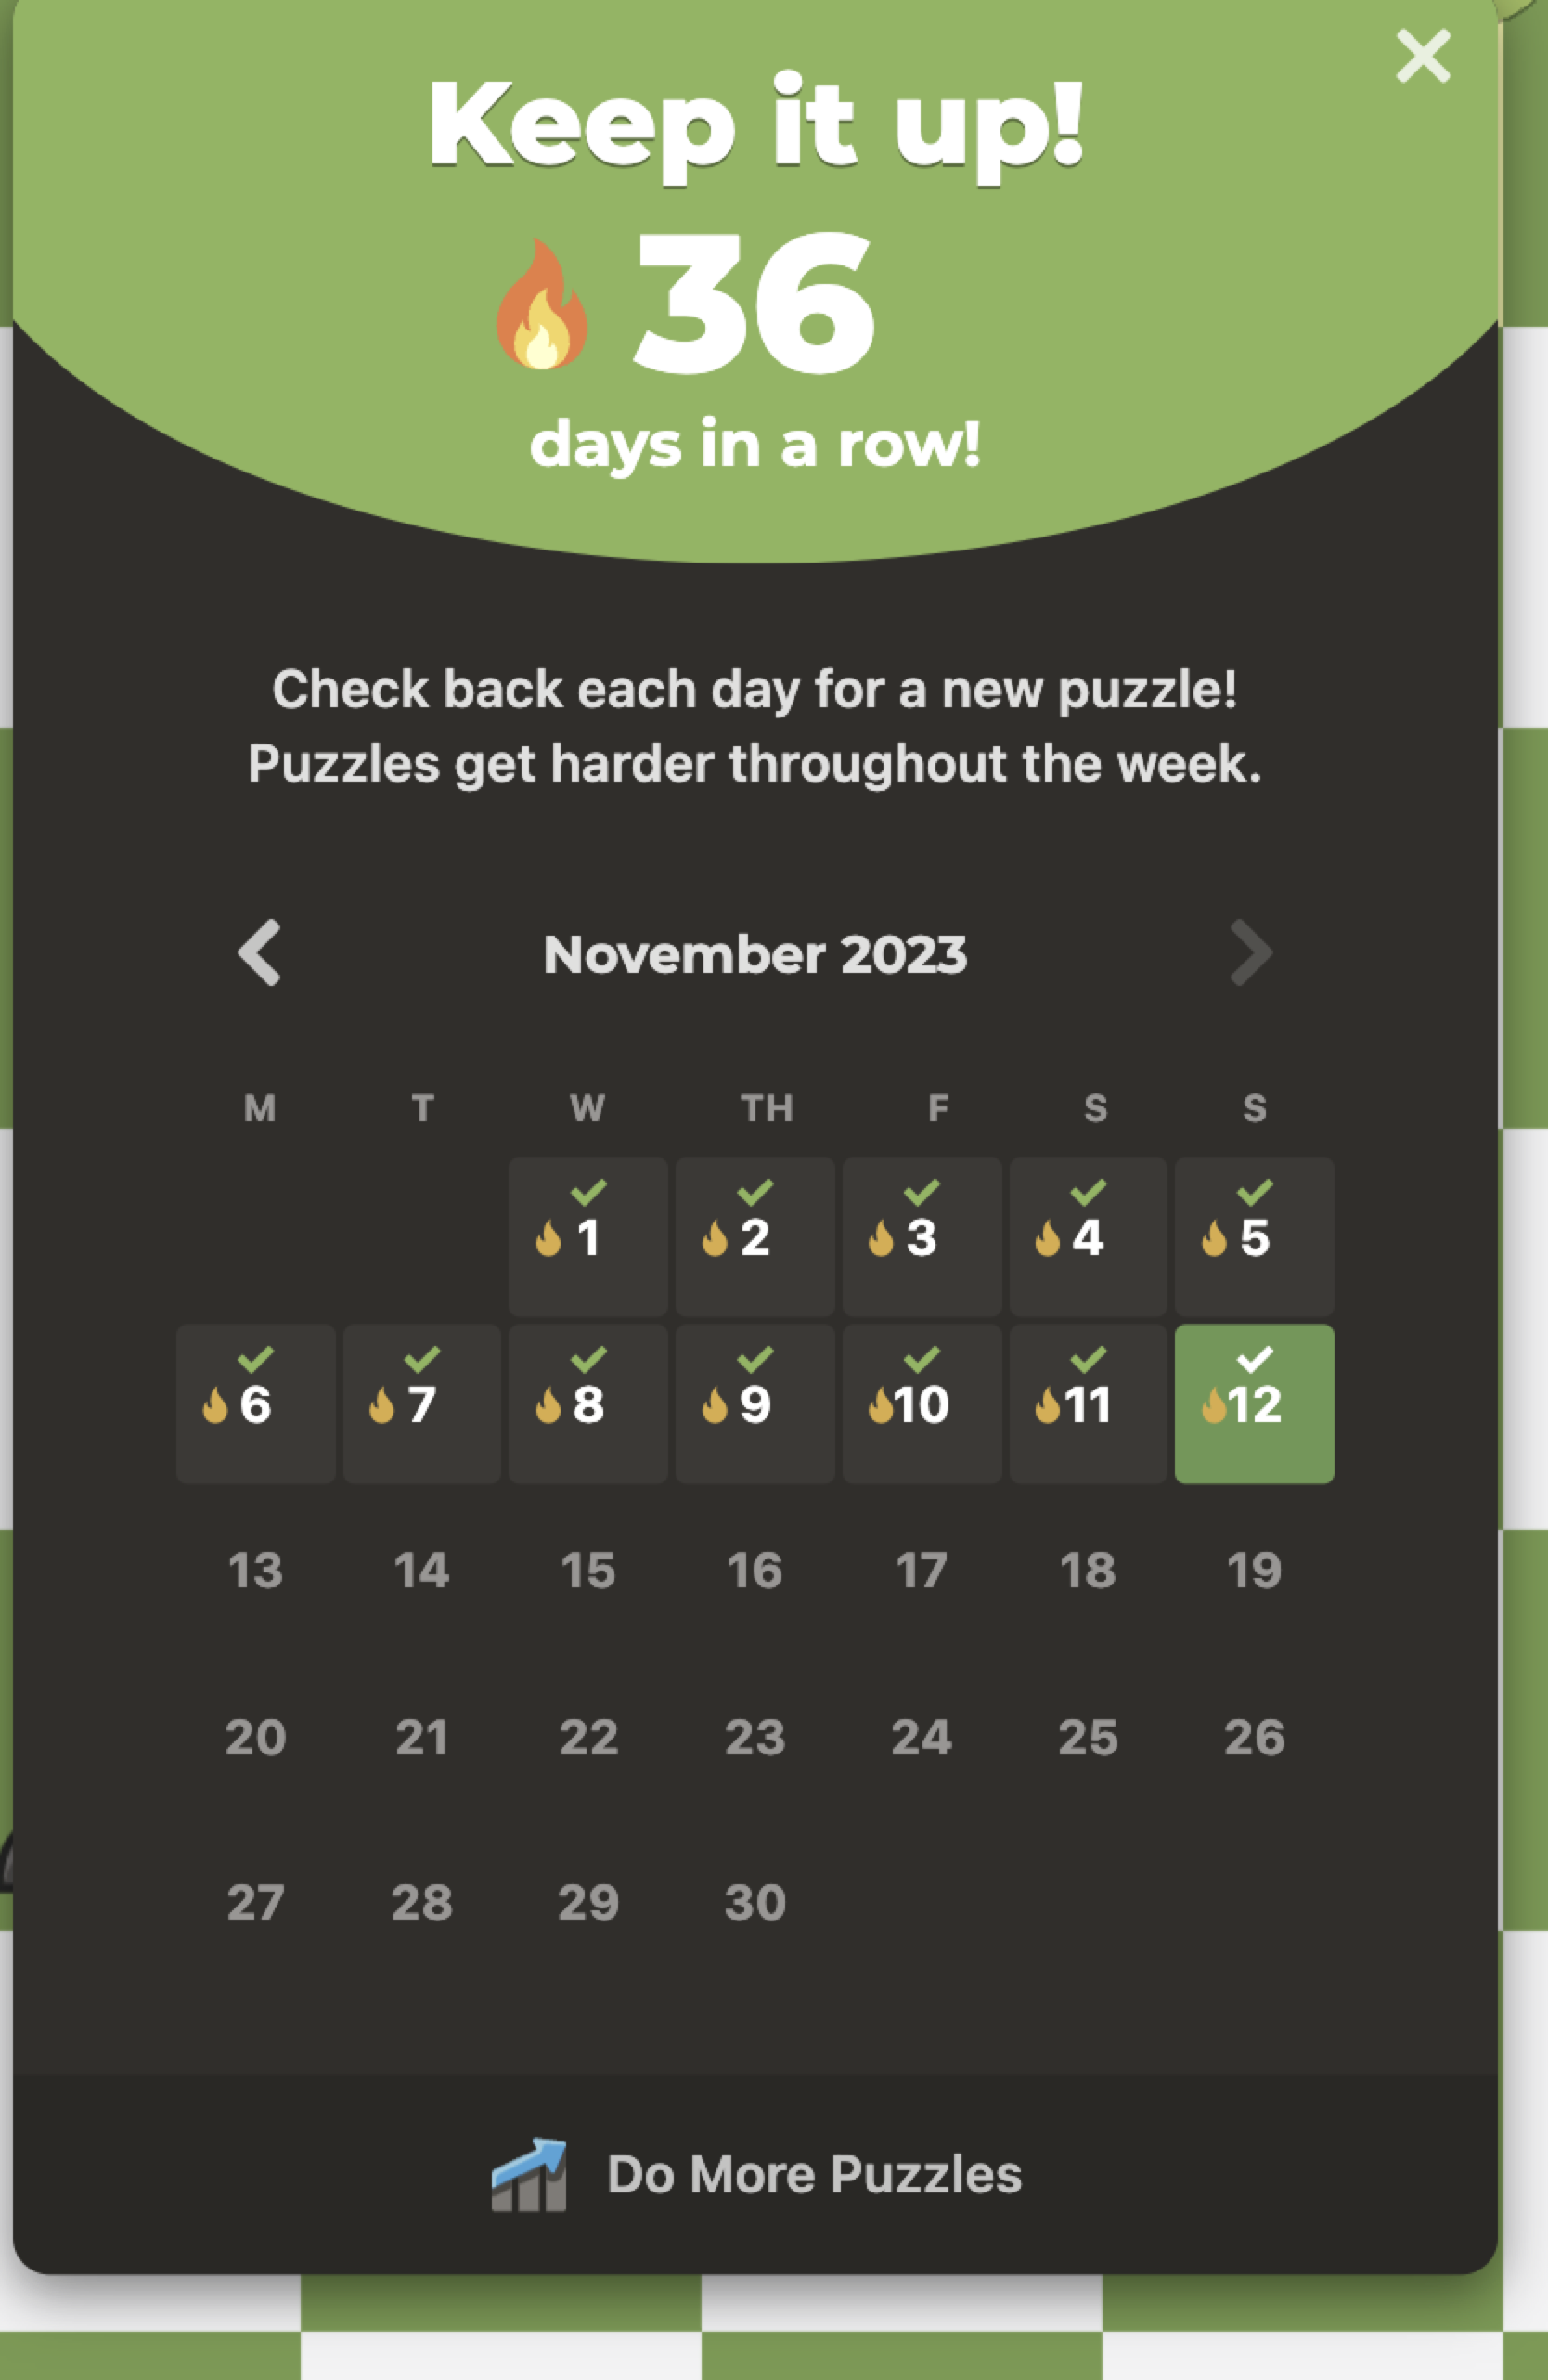 Keep it up!
36
days in a row!
Check back each day for a new puzzle!
Puzzles get harder throughout the week.
November 2023
M T W TH F S S
1 2 3 4 5
6 7 8 9 10 11 12
13 14 15 16 17 18 19
20 21 22 23 24 25 26
27 28 29 30
Do More Puzzles